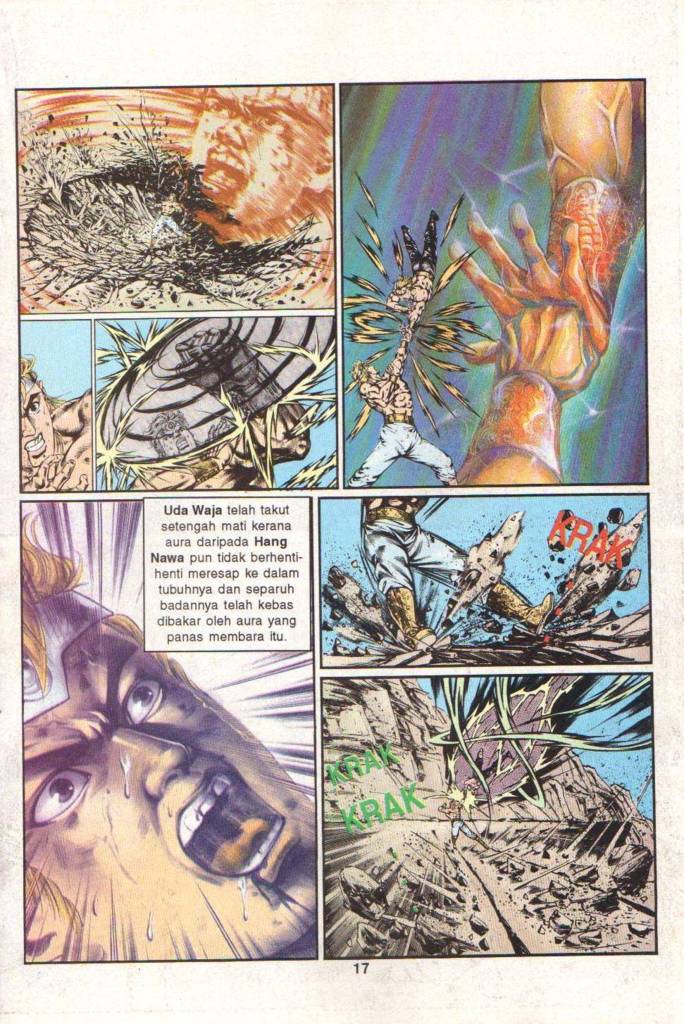 Uda Waja telah takut
setengah mati kerana
aura daripada Hang
Nawa pun tidak berhenti-
henti meresap ke dalam
tubuhnya dan separuh
badannya telah kebas
dibakar oleh aura yang
panas membara itu.
KRAK
KRAK
KRAK
17